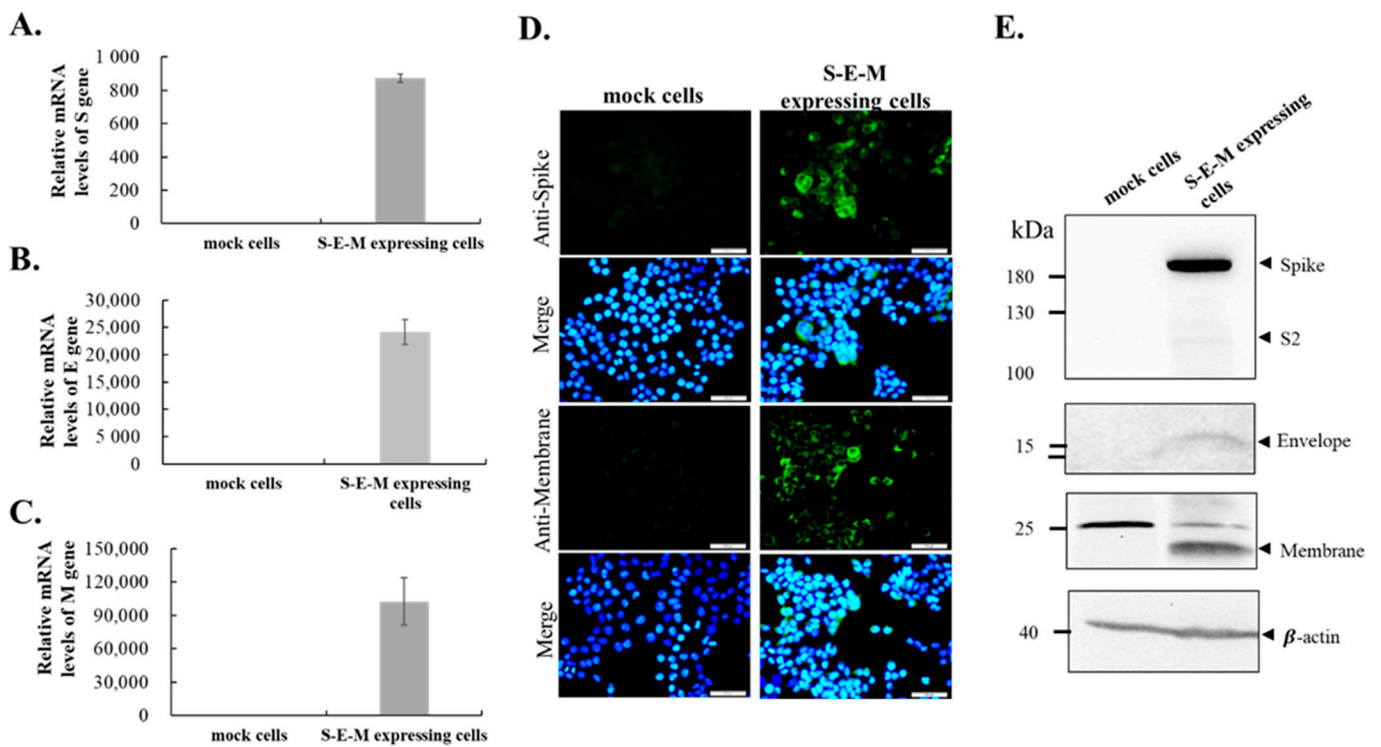 A.
Relative mRNA
levels of S gene
1 000
800
600
400
200
0
mock cells
S-E-M expressing cells
B.
Relative mRNA
levels of E gene
30,000
25,000
20,000
15,000
10,000
5 000
0
mock cells
S-E-M expressing
cells
C.
Relative mRNA
levels of M gene
150,000
120,000
90,000
60,000
30,000
0
mock cells
S-E-M expressing cells
D.
mock cells
S-E-M
expressing cells
Anti-Spike
Merge
Anti-Membrane
Merge
E.
mock cells
S-E-M expressing
cells
kDa
180
130
100
Spike
S2
15
Envelope
25
Membrane
40
β-actin